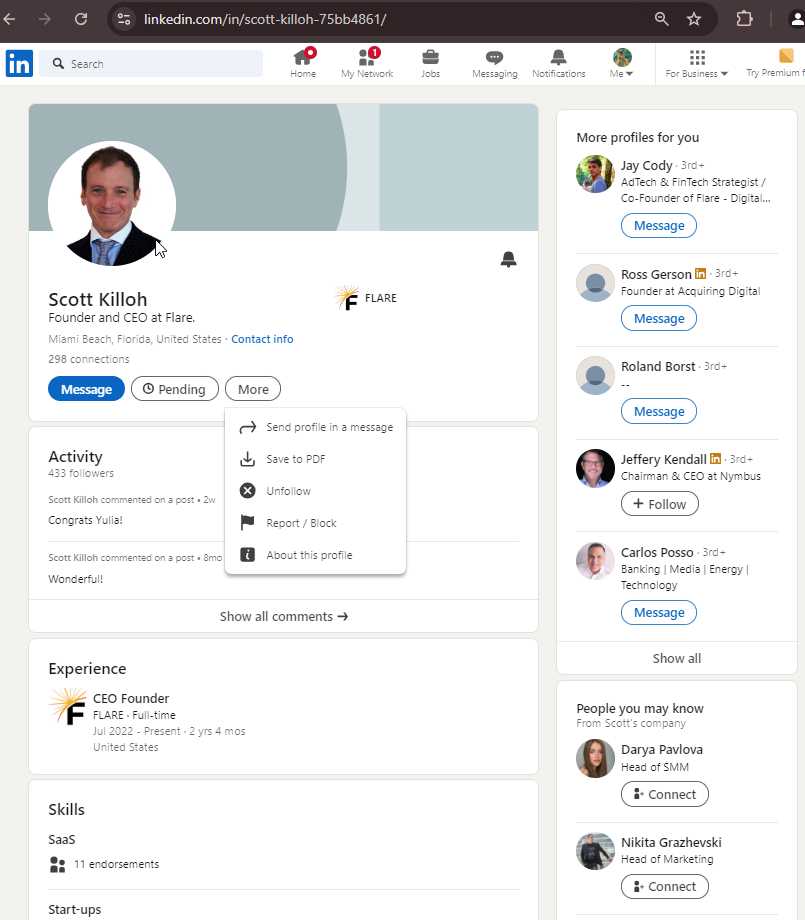 linkedin.com/in/scott-killoh-75bb4861/
in
Search
Home
1
My Network
Jobs
Messaging
Notifications
Me
For Business
Try Premium f
Scott Killoh
F
FLARE
Founder and CEO at Flare.
Miami Beach, Florida, United States · Contact info
298 connections
Message
Pending
More
Send profile in a message
Save to PDF
Unfollow
Report / Block
About this profile
Activity
433 followers
Scott Killoh commented on a post • 2w
Congrats Yulia!
Scott Killoh commented on a post • 8mo
Wonderful!
Show all comments →
Experience
F
CEO Founder
FLARE · Full-time
Jul 2022 - Present · 2 yrs 4 mos
United States
Skills
SaaS
11 endorsements
Start-ups
More profiles for you
Jay Cody · 3rd+
AdTech & FinTech Strategist /
Co-Founder of Flare - Digital...
Message
Ross Gerson in · 3rd+
Founder at Acquiring Digital
Message
Roland Borst · 3rd+
--
Message
Jeffery Kendall in · 3rd+
Chairman & CEO at Nymbus
+ Follow
Carlos Posso · 3rd+
Banking | Media | Energy |
Technology
Message
Show all
People you may know
From Scott's company
Darya Pavlova
Head of SMM
Connect
Nikita Grazhevski
Head of Marketing
Connect